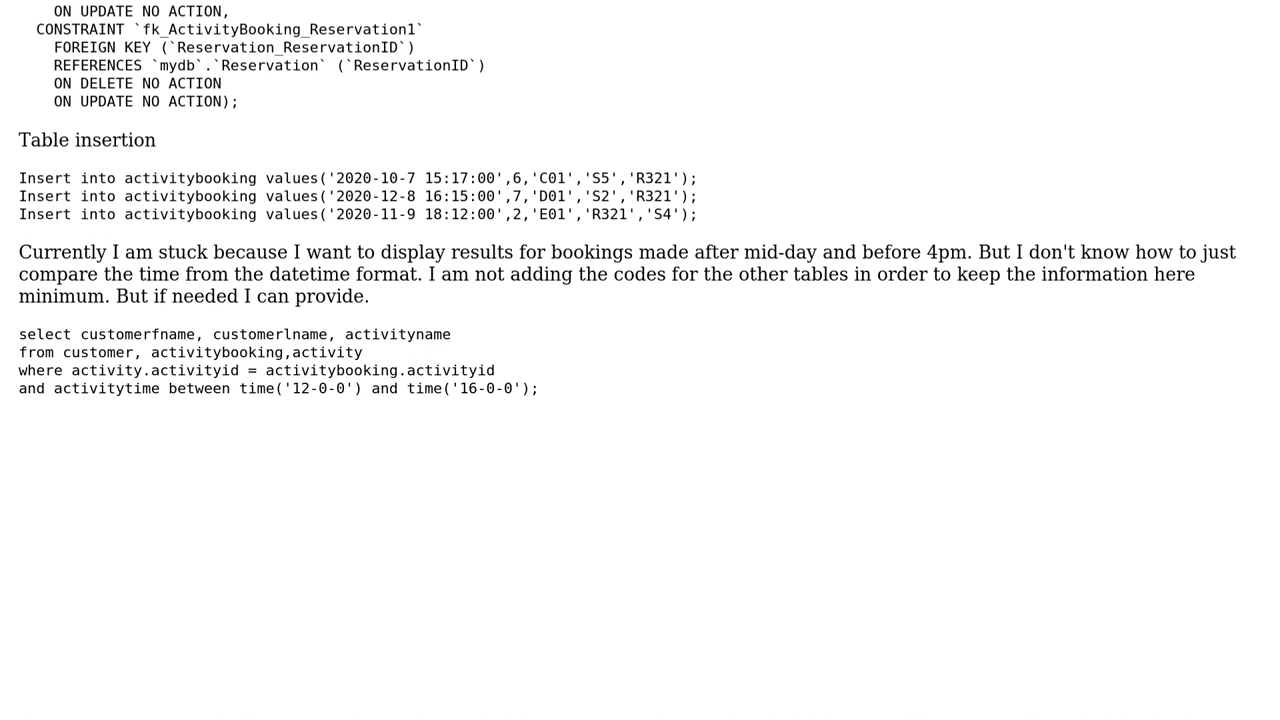 ON UPDATE NO ACTION,
  CONSTRAINT `fk_ActivityBooking_Reservation1`
    FOREIGN KEY (`Reservation_ReservationID`)
    REFERENCES `mydb`.`Reservation` (`ReservationID`)
    ON DELETE NO ACTION
    ON UPDATE NO ACTION);
Table insertion
Insert into activitybooking values('2020-10-7 15:17:00',6,'C01','S5','R321');
Insert into activitybooking values('2020-12-8 16:15:00',7,'D01','S2','R321');
Insert into activitybooking values('2020-11-9 18:12:00',2,'E01','R321','S4');
Currently I am stuck because I want to display results for bookings made after mid-day and before 4pm. But I don't know how to just
compare the time from the datetime format. I am not adding the codes for the other tables in order to keep the information here
minimum. But if needed I can provide.
select customerfname, customerlname, activityname
from customer, activitybooking,activity
where activity.activityid = activitybooking.activityid
and activitytime between time('12-0-0') and time('16-0-0');